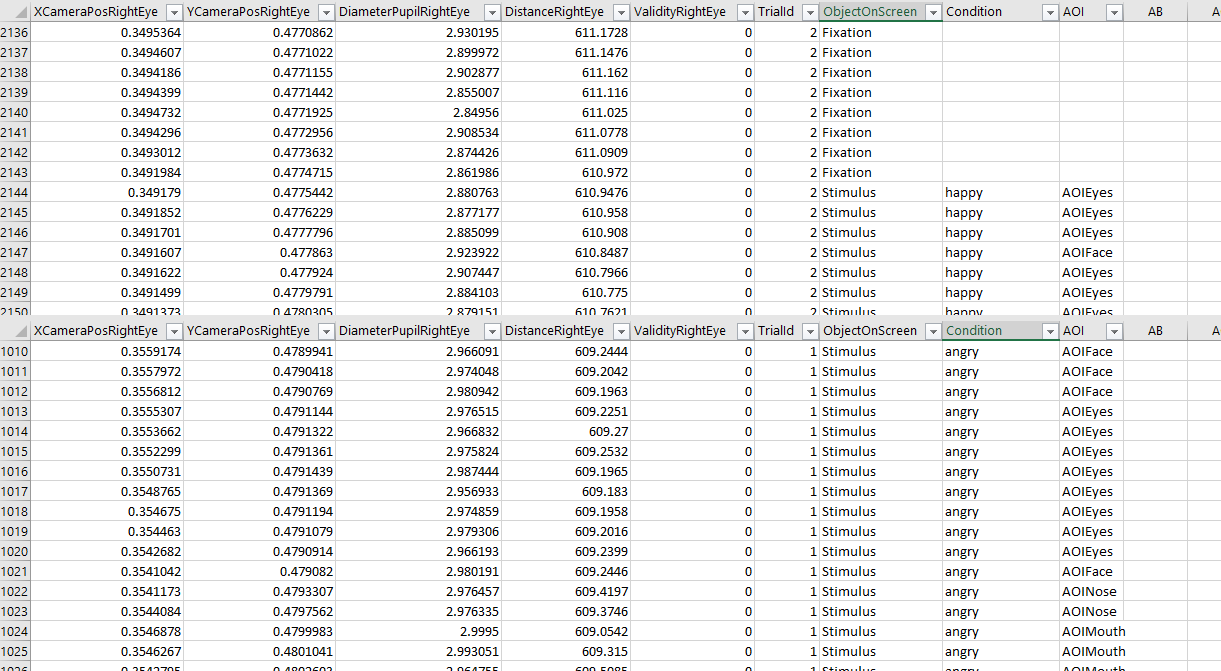 XCameraPosRightEye YCameraPosRightEye DiameterPupilRightEye DistanceRightEye ValidityRightEye TrialId ObjectOnScreen Condition AOI AB A
2136 0.3495364 0.4770862 2.930195 611.1728 0 2 Fixation
2137 0.3494607 0.4771022 2.899972 611.1476 0 2 Fixation
2138 0.3494186 0.4771155 2.902877 611.162 0 2 Fixation
2139 0.3494399 0.4771442 2.855007 611.116 0 2 Fixation
2140 0.3494732 0.4771925 2.84956 611.025 0 2 Fixation
2141 0.3494296 0.4772956 2.908534 611.0778 0 2 Fixation
2142 0.3493012 0.4773632 2.874426 611.0909 0 2 Fixation
2143 0.3491984 0.4774715 2.861986 610.972 0 2 Fixation
2144 0.349179 0.4775442 2.880763 610.9476 0 2 Stimulus happy AOIEyes
2145 0.3491852 0.4776229 2.877177 610.958 0 2 Stimulus happy AOIEyes
2146 0.3491701 0.4777796 2.885099 610.908 0 2 Stimulus happy AOIEyes
2147 0.3491607 0.477863 2.923922 610.8487 0 2 Stimulus happy AOIFace
2148 0.3491622 0.477924 2.907447 610.7966 0 2 Stimulus happy AOIEyes
2149 0.3491499 0.4779791 2.884103 610.775 0 2 Stimulus happy AOIEyes
2150 0.3491373 0.4780305 2.879151 610.7621 0 2 Stimulus happy AOIEyes
XCameraPosRightEye YCameraPosRightEye DiameterPupilRightEye DistanceRightEye ValidityRightEye TrialId ObjectOnScreen Condition AOI AB A
1010 0.3559174 0.4789941 2.966091 609.2444 0 1 Stimulus angry AOIFace
1011 0.3557972 0.4790418 2.974048 609.2042 0 1 Stimulus angry AOIFace
1012 0.3556812 0.4790769 2.980942 609.1963 0 1 Stimulus angry AOIFace
1013 0.3555307 0.4791144 2.976515 609.2251 0 1 Stimulus angry AOIEyes
1014 0.3553662 0.4791322 2.966832 609.27 0 1 Stimulus angry AOIEyes
1015 0.3552299 0.4791361 2.975824 609.2532 0 1 Stimulus angry AOIEyes
1016 0.3550731 0.4791439 2.987444 609.1965 0 1 Stimulus angry AOIEyes
1017 0.3548765 0.4791369 2.956933 609.183 0 1 Stimulus angry AOIEyes
1018 0.354675 0.4791194 2.974859 609.1958 0 1 Stimulus angry AOIEyes
1019 0.354463 0.4791079 2.979306 609.2016 0 1 Stimulus angry AOIEyes
1020 0.3542682 0.4790914 2.966193 609.2399 0 1 Stimulus angry AOIEyes
1021 0.3541042 0.479082 2.980191 609.2446 0 1 Stimulus angry AOIFace
1022 0.3541173 0.4793307 2.976457 609.4197 0 1 Stimulus angry AOINose
1023 0.3544084 0.4797562 2.976335 609.3746 0 1 Stimulus angry AOINose
1024 0.3546878 0.4799983 2.9995 609.0542 0 1 Stimulus angry AOIMouth
1025 0.3546267 0.4801041 2.993051 609.315 0 1 Stimulus angry AOIMouth